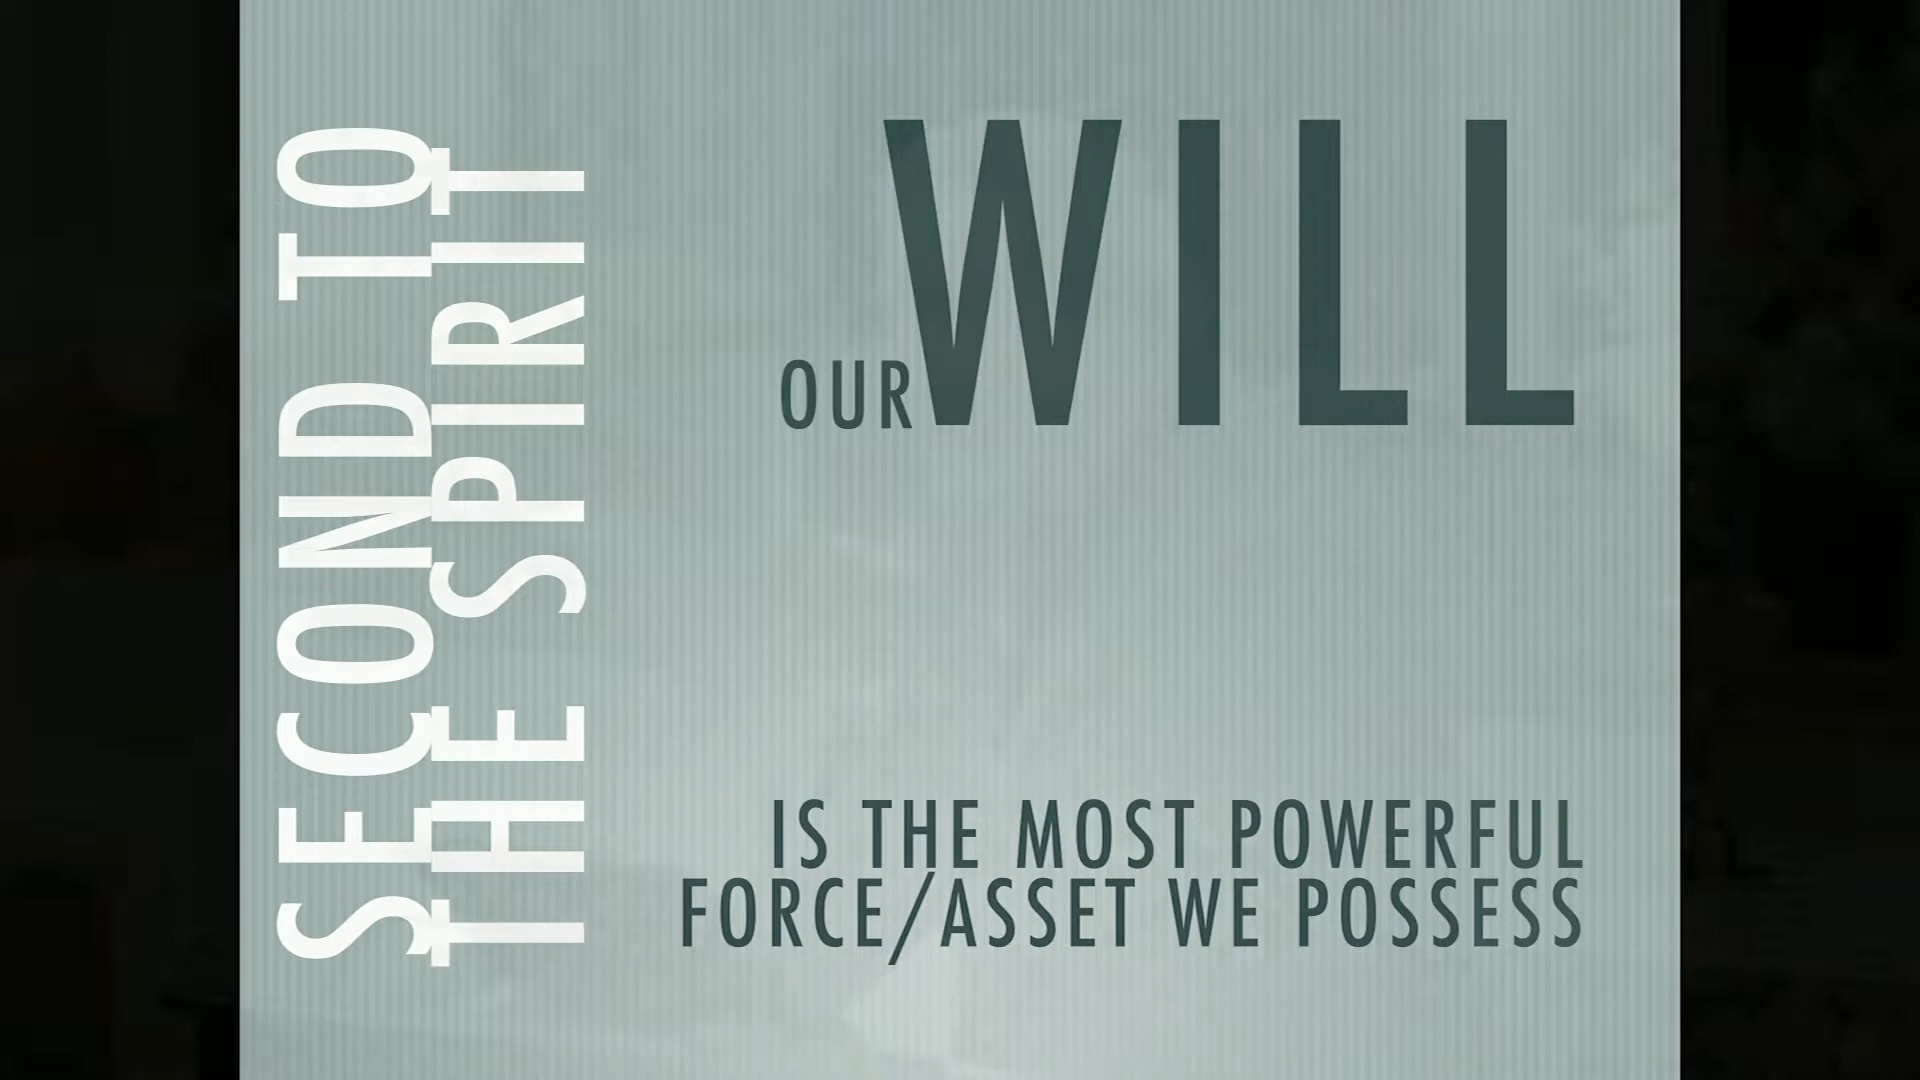 SECOND TO
THE SPIRIT
OUR WILL
IS THE MOST POWERFUL
FORCE/ASSET WE POSSESS